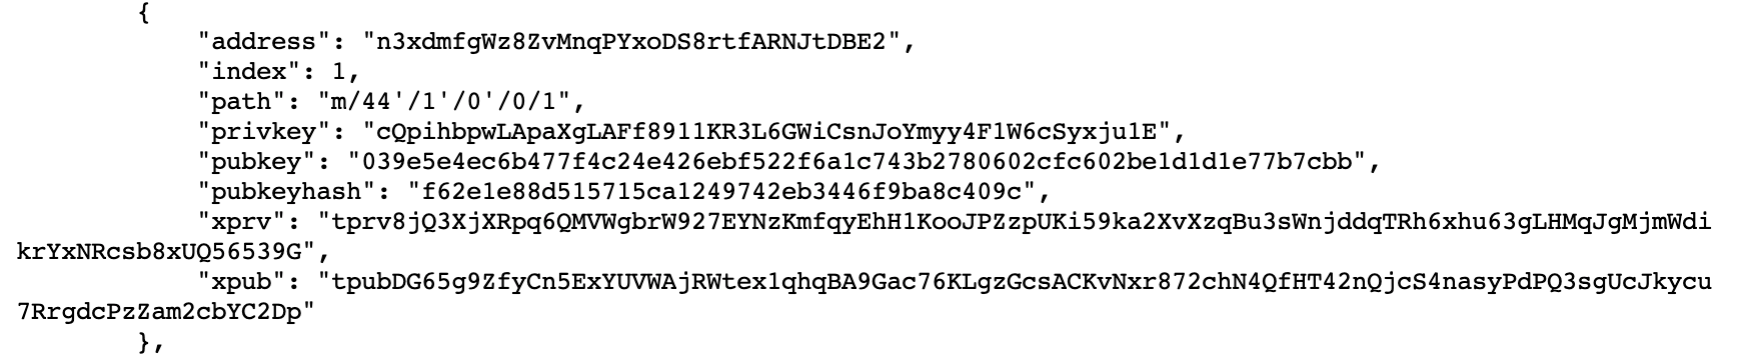 {
"address": "n3xdmfgWz8ZvMnqPYxoDS8rtfARNJtDBE2",
"index": 1,
"path": "m/44'/1'/0'/0/1",
"privkey": "cQpihbpwLApaXgLAFf8911KR3L6GWiCsnJoYmyy4F1W6cSyxju1E",
"pubkey": "039e5e4ec6b477f4c24e426ebf522f6a1c743b2780602cfc602be1d1d1e77b7cbb",
"pubkeyhash": "f62e1e88d515715ca1249742eb3446f9ba8c409c",
"xprv": "tprv8jQ3XjXRpq6QMVWgbrW927EYNzKmfqyEhH1KooJPZzpUKi59ka2XvXzqBu3sWnjddqTRh6xhu63gLHMqJgMjmWdi
krYxNRcsb8xUQ56539G",
"xpub": "tpubDG65g9ZfyCn5ExYUVWAjRWtex1qhqBA9Gac76KLgzGcsACKvNxr872chN4QfHT42nQjcS4nasyPdPQ3sgUcJkycu
7RrgdcPzZam2cbYC2Dp"
},